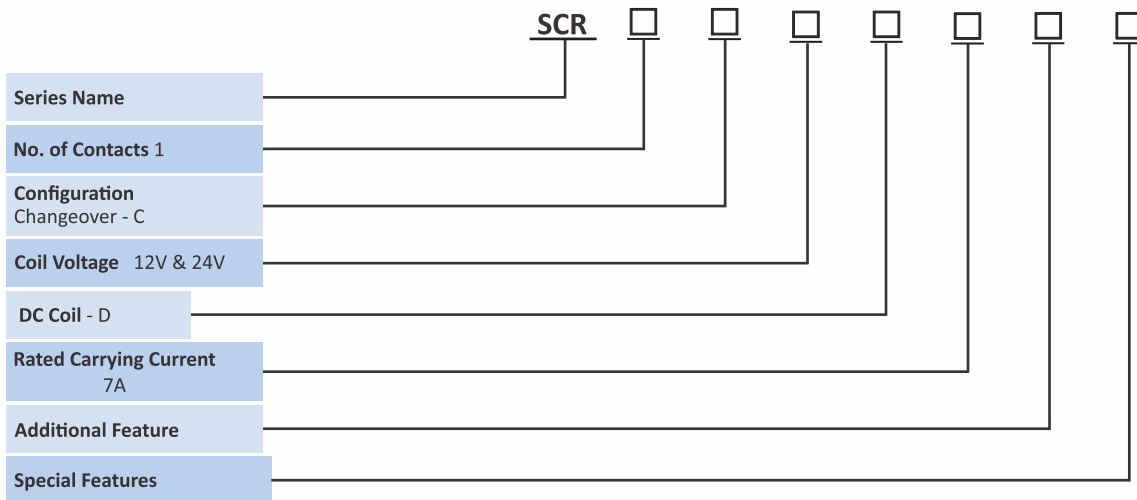 SCR
Series Name
No. of Contacts 1
Configuration
Changeover - C
Coil Voltage 12V & 24V
DC Coil - D
Rated Carrying Current
7A
Additional Feature
Special Features